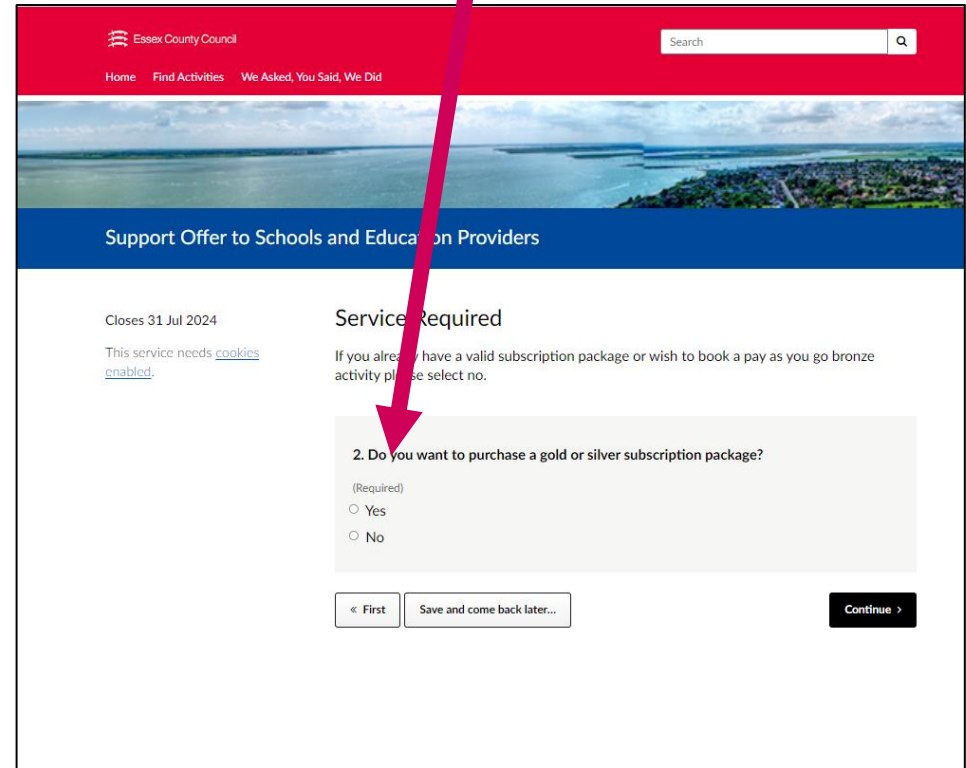 Essex County Council
Search
Home Find Activities We Asked, You Said, We Did
Support Offer to Schools and Education Providers
Closes 31 Jul 2024
This service needs cookies
enabled.
Service Required
If you already have a valid subscription package or wish to book a pay as you go bronze
activity please select no.
2. Do you want to purchase a gold or silver subscription package?
(Required)
Yes
No
« First
Save and come back later...
Continue >